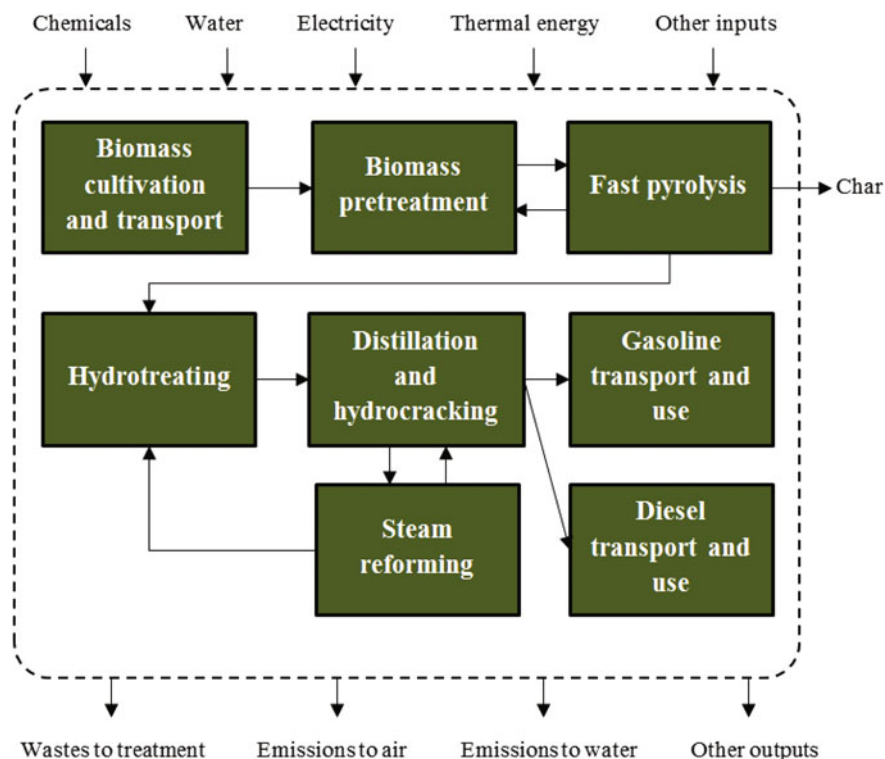 Chemicals
Water
Electricity
Thermal energy
Other inputs
Biomass
cultivation
and transport
Biomass
pretreatment
Fast pyrolysis
Char
Hydrotreating
Distillation
and
hydrocracking
Gasoline
transport and
use
Steam
reforming
Diesel
transport and
use
Wastes to treatment
Emissions to air
Emissions to water
Other outputs